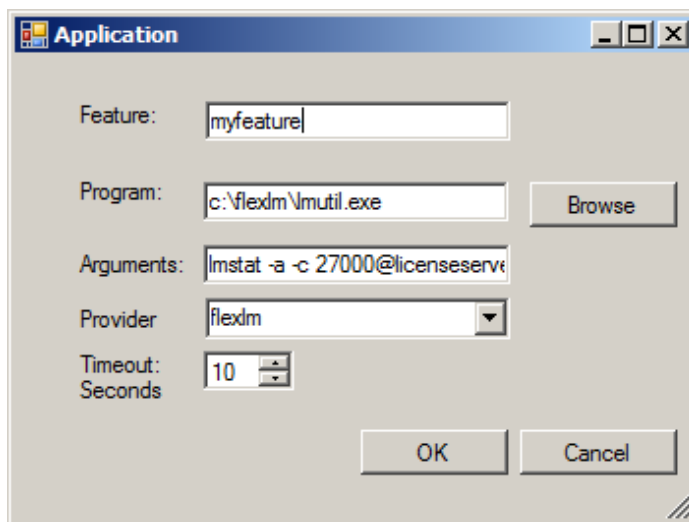 Application
Feature: myfeature
Program: c:\flexlm\lmutil.exe Browse
Arguments: lmstat -a -c 27000@licenseserve
Provider flexlm
Timeout: 10
Seconds
OK Cancel